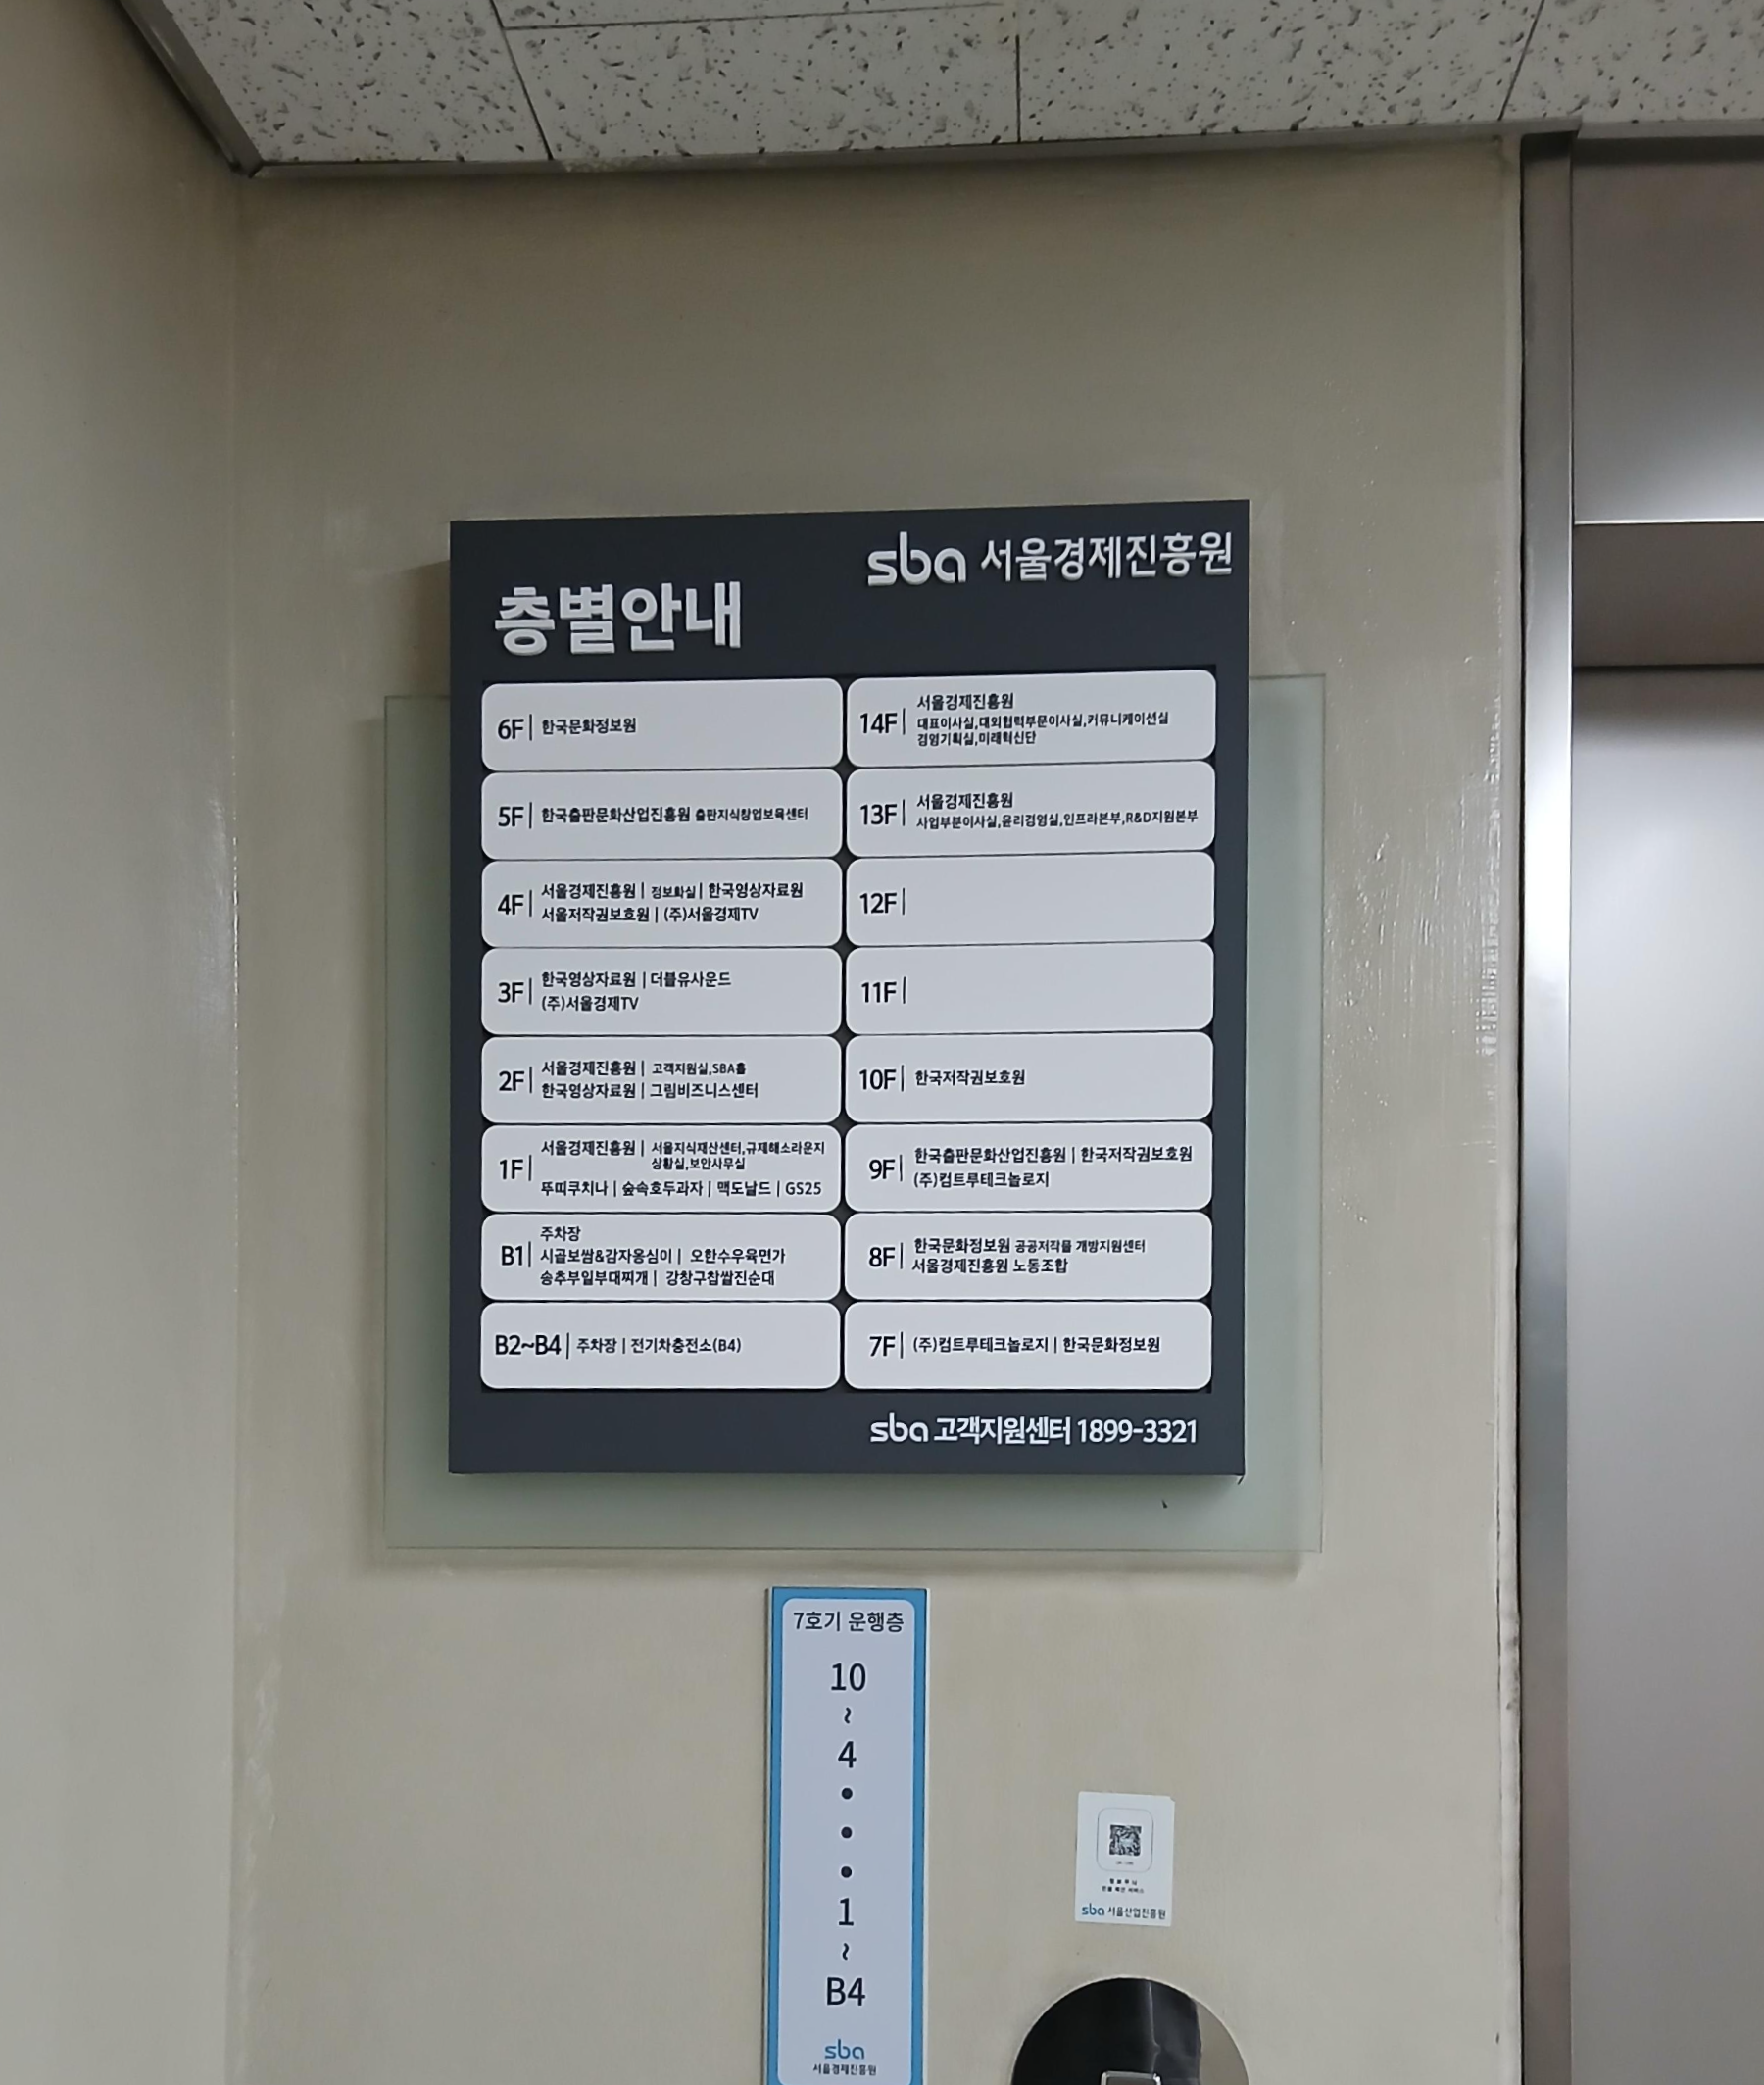 sba 서울경제진흥원
층별안내
6F 한국문화정보원
5F 한국출판문화산업진흥원 출판지식창업보육센터
4F 서울경제진흥원 | 정보화실 | 한국영상자료원
서울저작권보호원 | (주)서울경제TV
3F 한국영상자료원 | 더블유사운드
(주)서울경제TV
2F 서울경제진흥원 | 고객지원실,SBA홀
한국영상자료원 | 그림비즈니스센터
1F 서울경제진흥원 | 서울지식재산센터,규제해소라운지
상황실,보안사무실
뚜띠쿠치나 | 숲속호두과자 | 맥도날드 | GS25
B1 주차장
시골보쌈&감자옹심이 | 오한수우육면가
송추부일부대찌개 | 강창구찹쌀진순대
B2~B4 주차장 | 전기차충전소(B4)
14F 서울경제진흥원
대표이사실,대외협력부문이사실,커뮤니케이션실
경영기획실,미래혁신단
13F 서울경제진흥원
사업부분이사실,윤리경영실,인프라본부,R&D지원본부
12F
11F
10F 한국저작권보호원
9F 한국출판문화산업진흥원 | 한국저작권보호원
(주)컴트루테크놀로지
8F 한국문화정보원 공공저작물 개방지원센터
서울경제진흥원 노동조합
7F (주)컴트루테크놀로지 | 한국문화정보원
sba 고객지원센터 1899-3321
7호기 운행층
10
~
4
•
•
•
1
~
B4
sba
서울경제진흥원
sba 서울산업진흥원